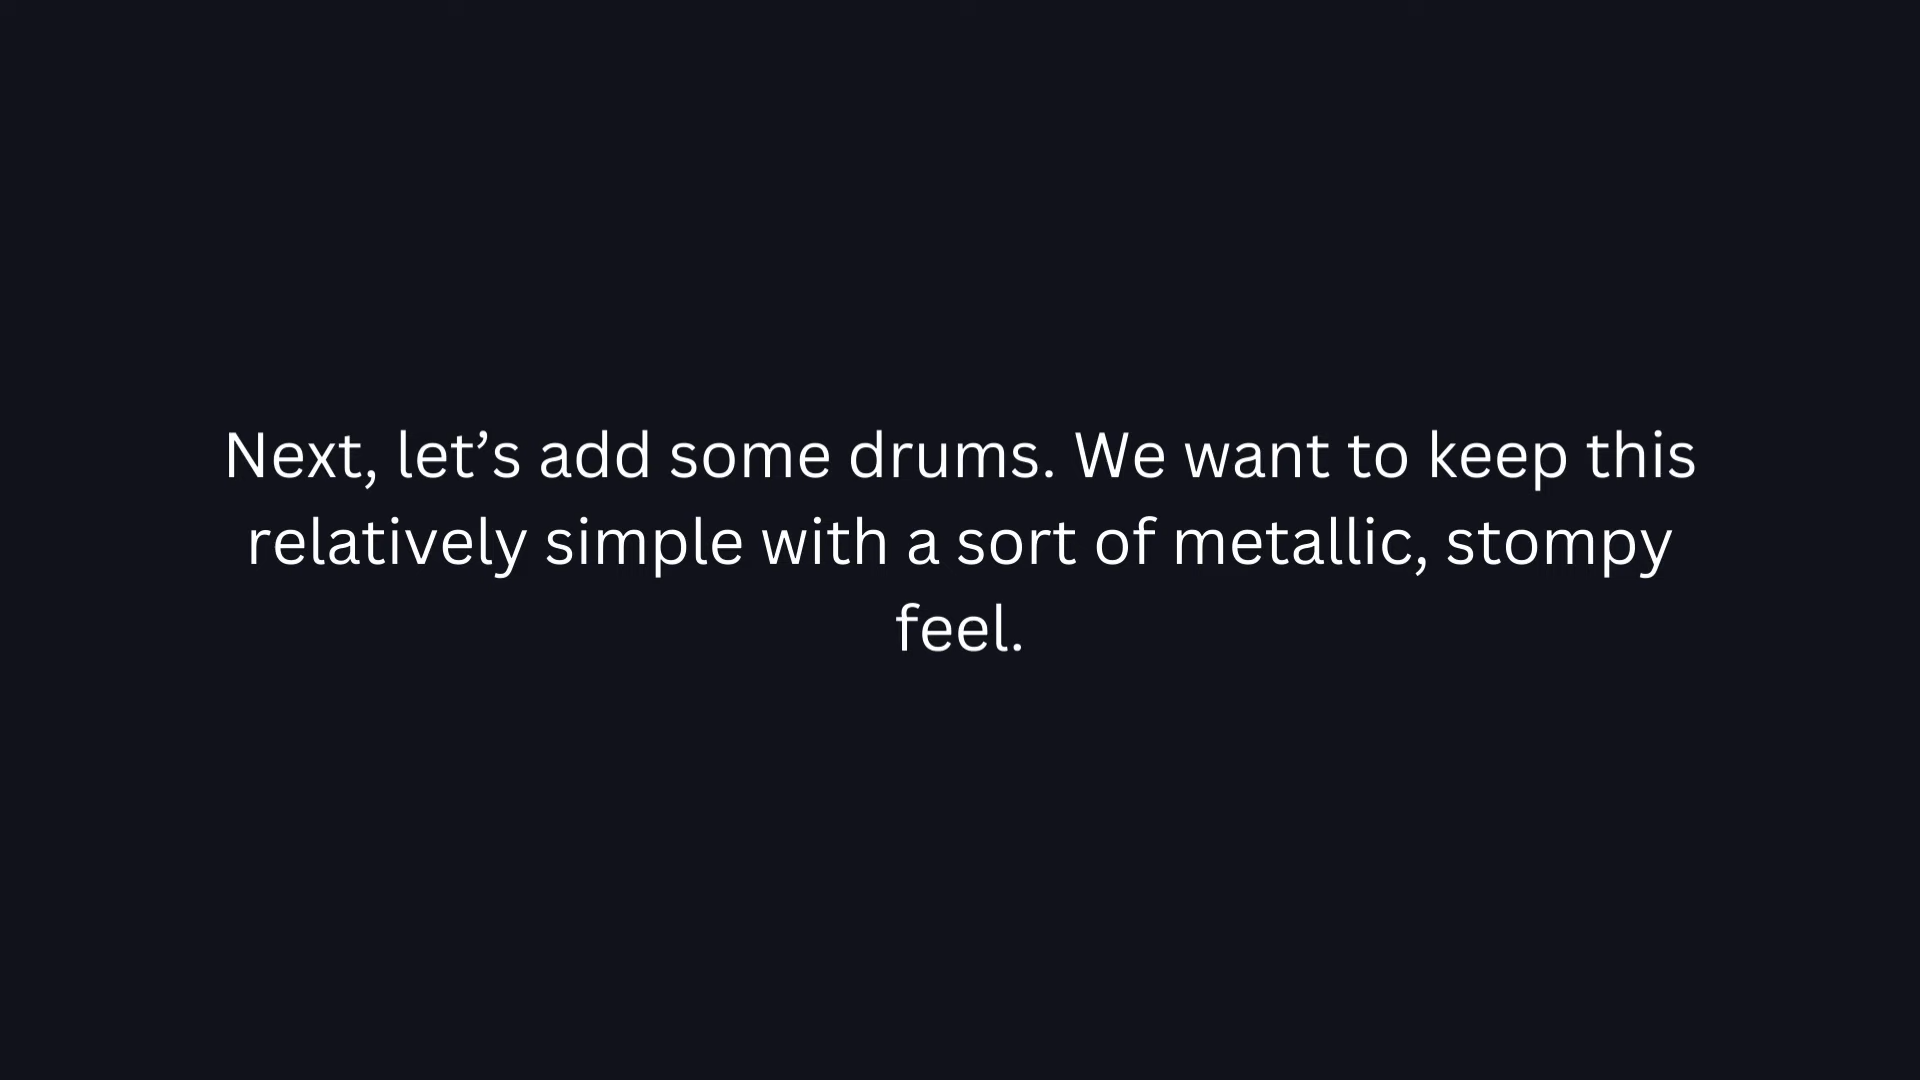 Next, let’s add some drums. We want to keep this
relatively simple with a sort of metallic, stompy
feel.